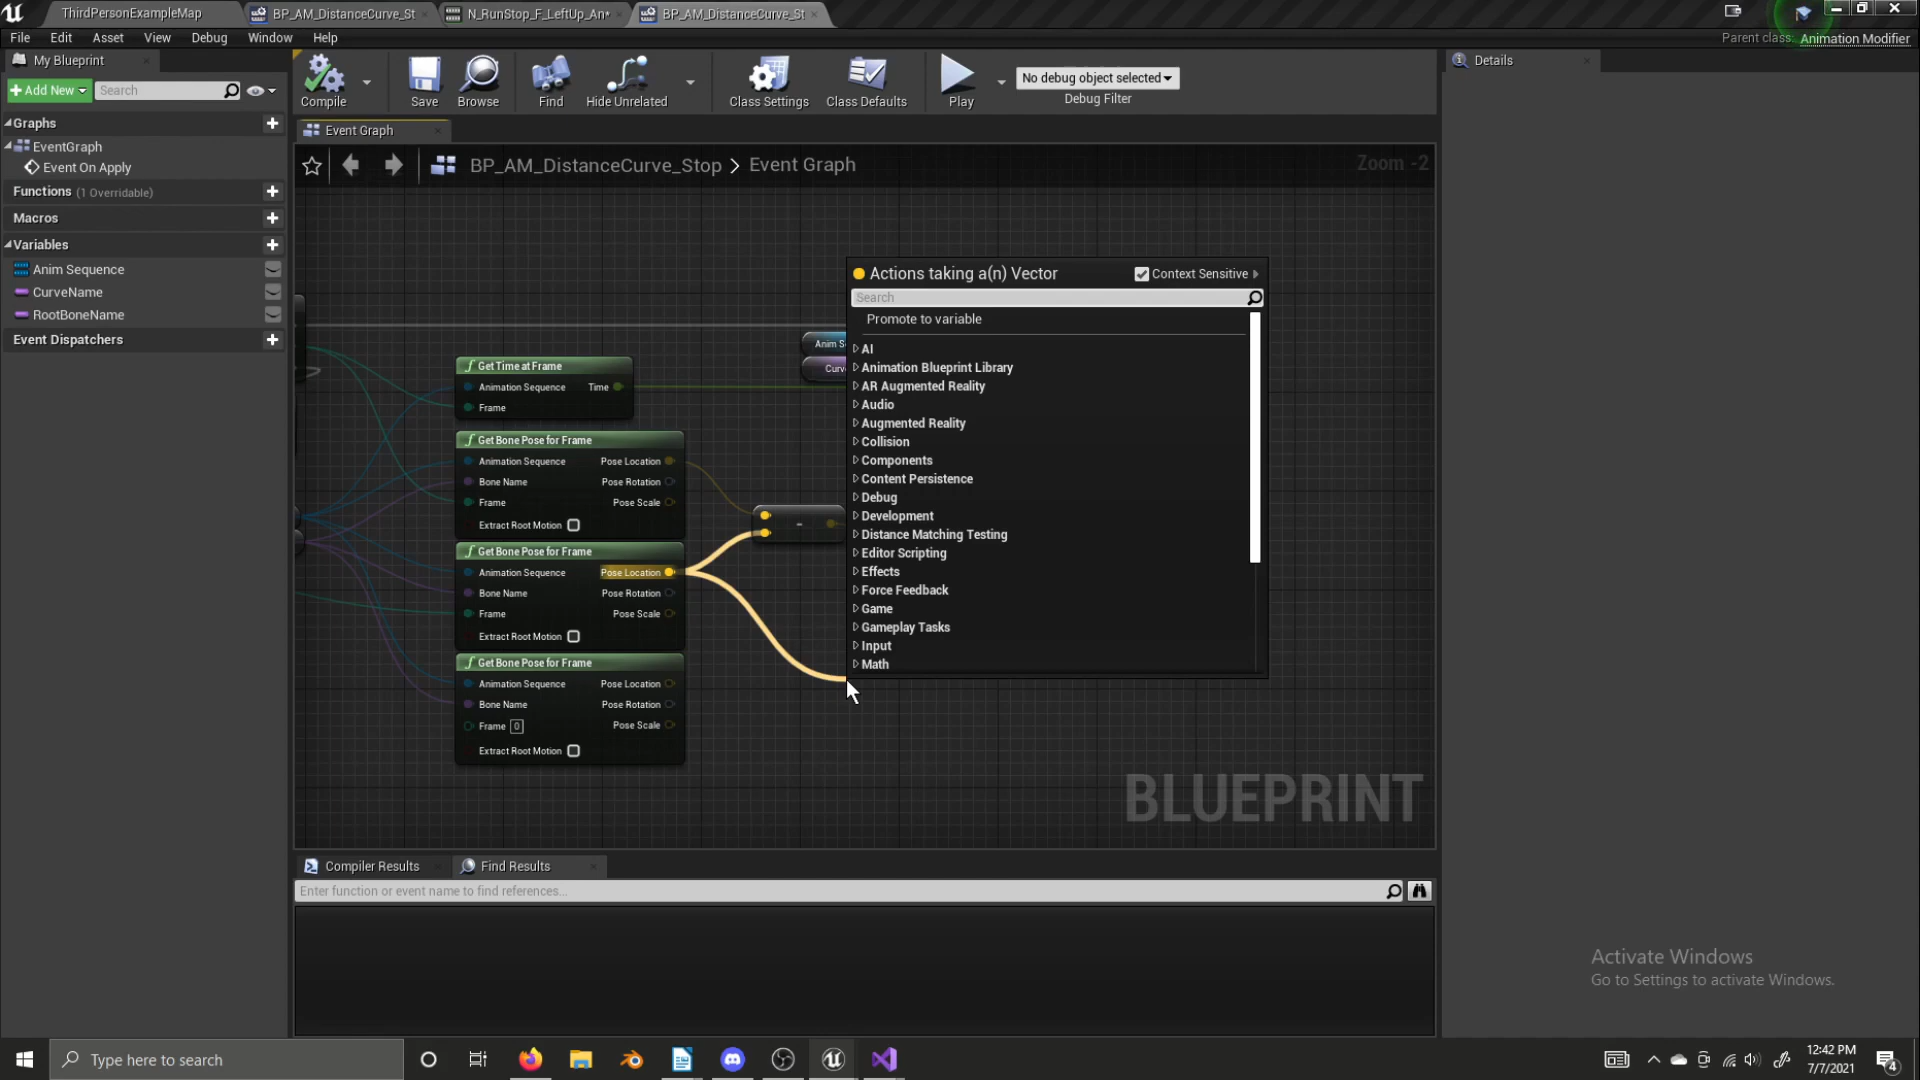 ThirdPersonExampleMap
BP_AM_DistanceCurve_St
N_RunStop_F_LeftUp_An*
BP_AM_DistanceCurve_St
File Edit Asset View Debug Window Help
Parent class: Animation Modifier
My Blueprint
Add New
Search
Compile
Save
Browse
Find
Hide Unrelated
Class Settings
Class Defaults
Play
No debug object selected
Debug Filter
Details
Graphs
EventGraph
Event On Apply
Functions (1 Overridable)
Macros
Variables
Anim Sequence
CurveName
RootBoneName
Event Dispatchers
Event Graph
BP_AM_DistanceCurve_Stop > Event Graph
Zoom -2
Get Time at Frame
Animation Sequence Time
Frame
Get Bone Pose for Frame
Animation Sequence Pose Location
Bone Name Pose Rotation
Frame Pose Scale
Extract Root Motion
Get Bone Pose for Frame
Animation Sequence Pose Location
Bone Name Pose Rotation
Frame Pose Scale
Extract Root Motion
Get Bone Pose for Frame
Animation Sequence Pose Location
Bone Name Pose Rotation
Frame 0 Pose Scale
Extract Root Motion
Anim S
Curv
-
Actions taking a(n) Vector
Context Sensitive
Search
Promote to variable
AI
Animation Blueprint Library
AR Augmented Reality
Audio
Augmented Reality
Collision
Components
Content Persistence
Debug
Development
Distance Matching Testing
Editor Scripting
Effects
Force Feedback
Game
Gameplay Tasks
Input
Math
BLUEPRINT
Compiler Results
Find Results
Enter function or event name to find references...
Activate Windows
Go to Settings to activate Windows.
Type here to search
12:42 PM
7/7/2021
4